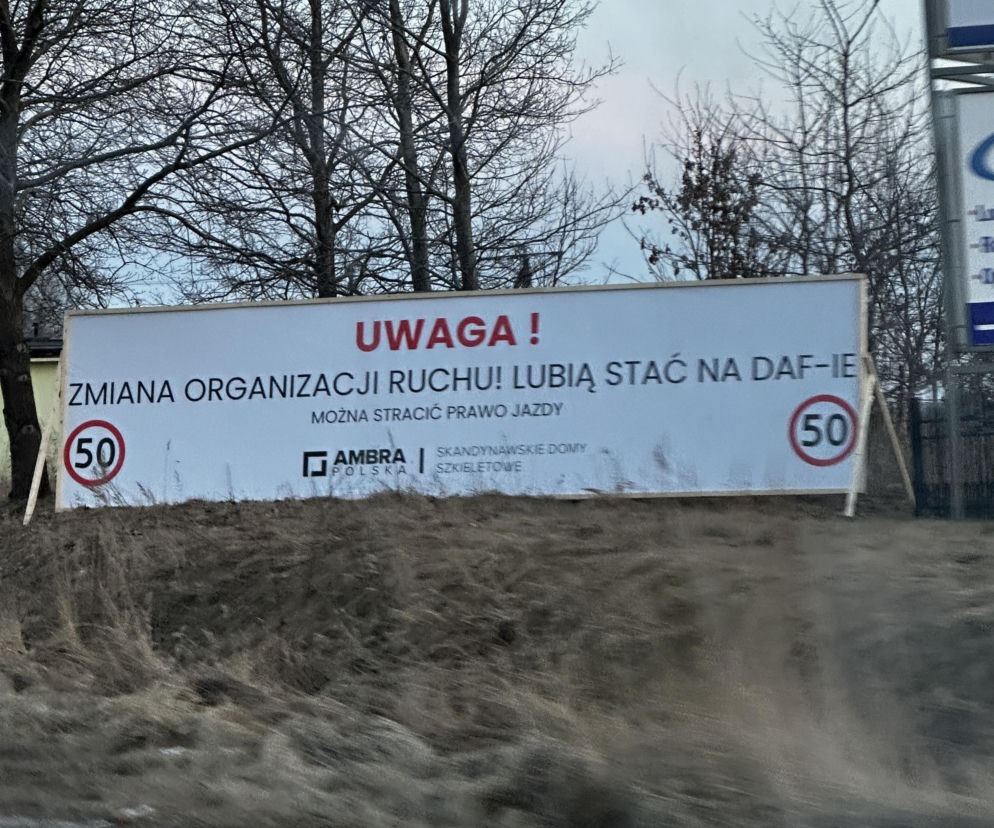 UWAGA !
ZMIANA ORGANIZACJI RUCHU! LUBIĄ STAĆ NA DAF-IE
MOŻNA STRACIĆ PRAWO JAZDY
50
50
AMBRA
POLSKA
SKANDYNAWSKIE DOMY
SZKIELETOWE